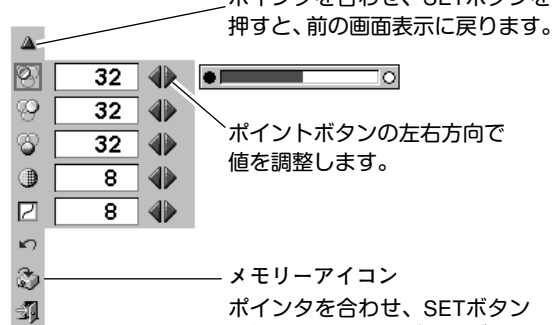 ポインタを合わせ、SETボタンを
押すと、前の画面表示に戻ります。
32
32
32
8
8
ポイントボタンの左右方向で
値を調整します。
メモリーアイコン
ポインタを合わせ、SETボタン